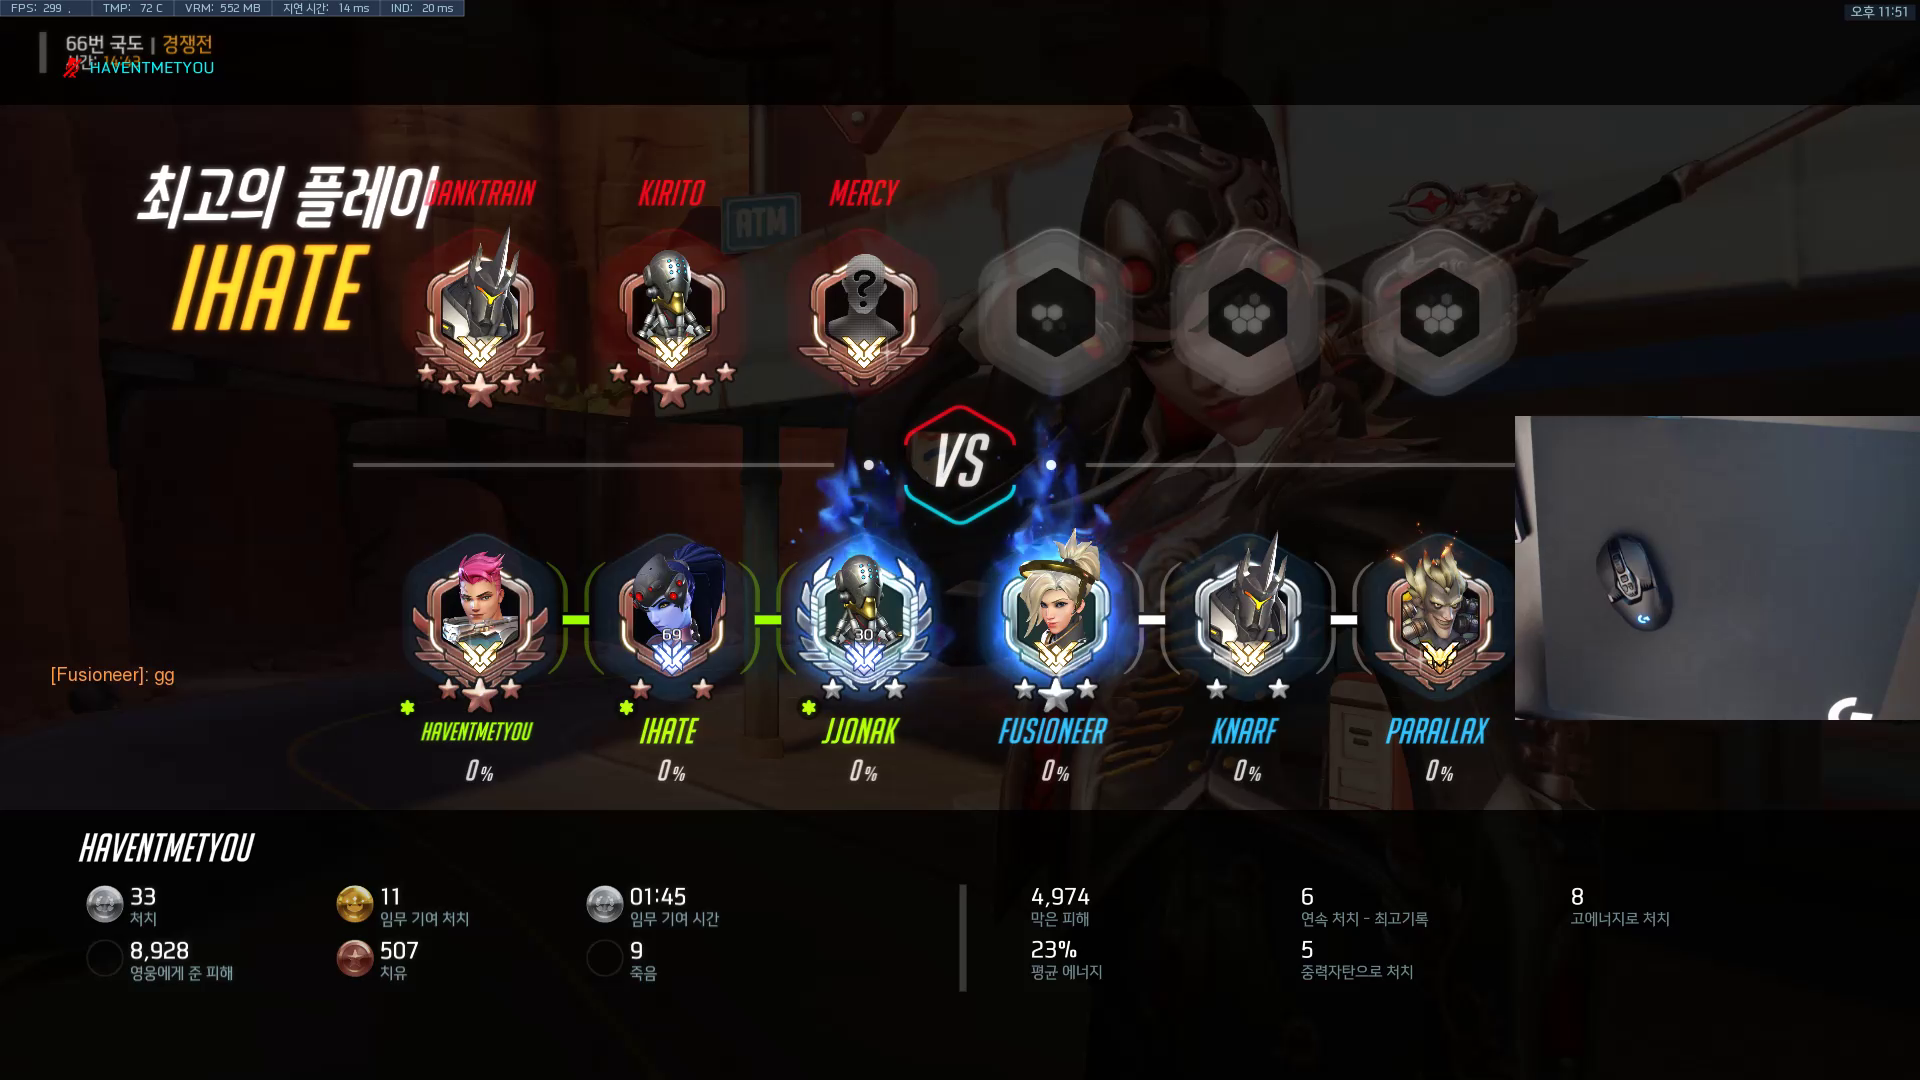 FPS: 299 , TMP: 72 C VRM: 552 MB 지연 시간: 14 ms IND: 20 ms
오후 11:51
66번 국도 | 경쟁전
시간: 14:43
HAVENTMETYOU
최고의 플레이
IHATE
DANKTRAIN KIRITO MERCY
ATM
?
VS
69 30
[Fusioneer]: gg
HAVENTMETYOU IHATE JJONAK FUSIONEER KNARF PARALLAX
0% 0% 0% 0% 0% 0%
HAVENTMETYOU
33 11 01:45 4,974 6 8
처치 임무 기여 처치 임무 기여 시간 막은 피해 연속 처치 - 최고기록 고에너지로 처치
8,928 507 9 23% 5
영웅에게 준 피해 치유 죽음 평균 에너지 중력자탄으로 처치